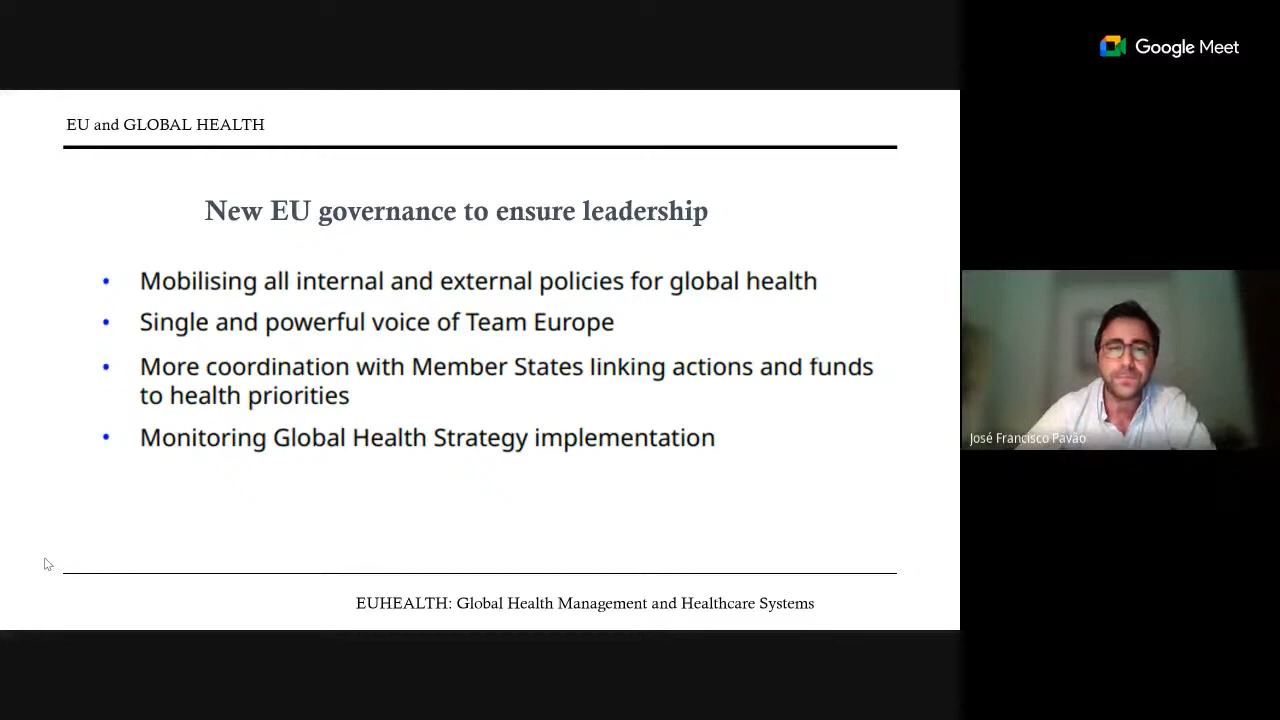 Google Meet
EU and GLOBAL HEALTH
New EU governance to ensure leadership
• Mobilising all internal and external policies for global health
• Single and powerful voice of Team Europe
• More coordination with Member States linking actions and funds
to health priorities
• Monitoring Global Health Strategy implementation
José Francisco Pavão
EUHEALTH: Global Health Management and Healthcare Systems